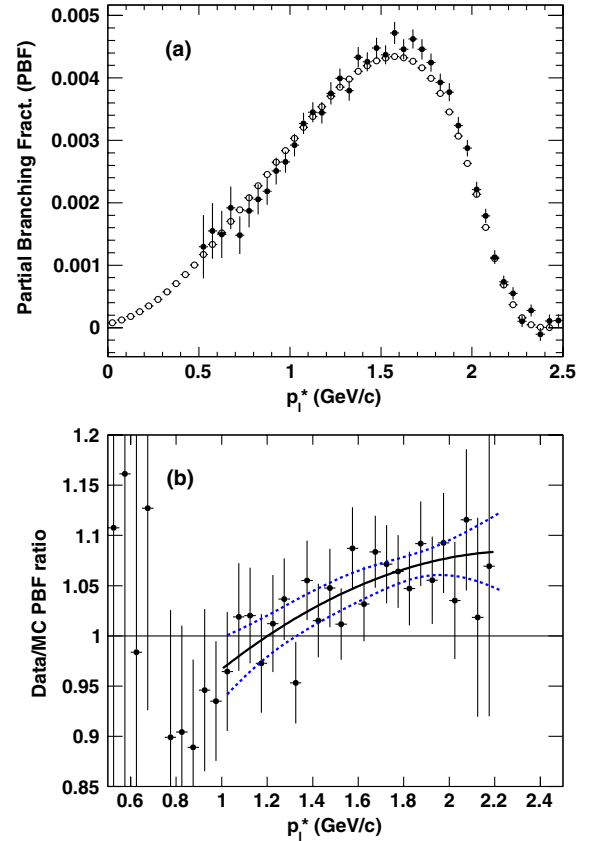 (a)
Partial Branching Fract. (PBF)
0.005
0.004
0.003
0.002
0.001
0
0 0.5 1 1.5 2 2.5
p_l* (GeV/c)
(b)
Data/MC PBF ratio
1.2
1.15
1.1
1.05
1
0.95
0.9
0.85
0.6 0.8 1 1.2 1.4 1.6 1.8 2 2.2 2.4
p_l* (GeV/c)